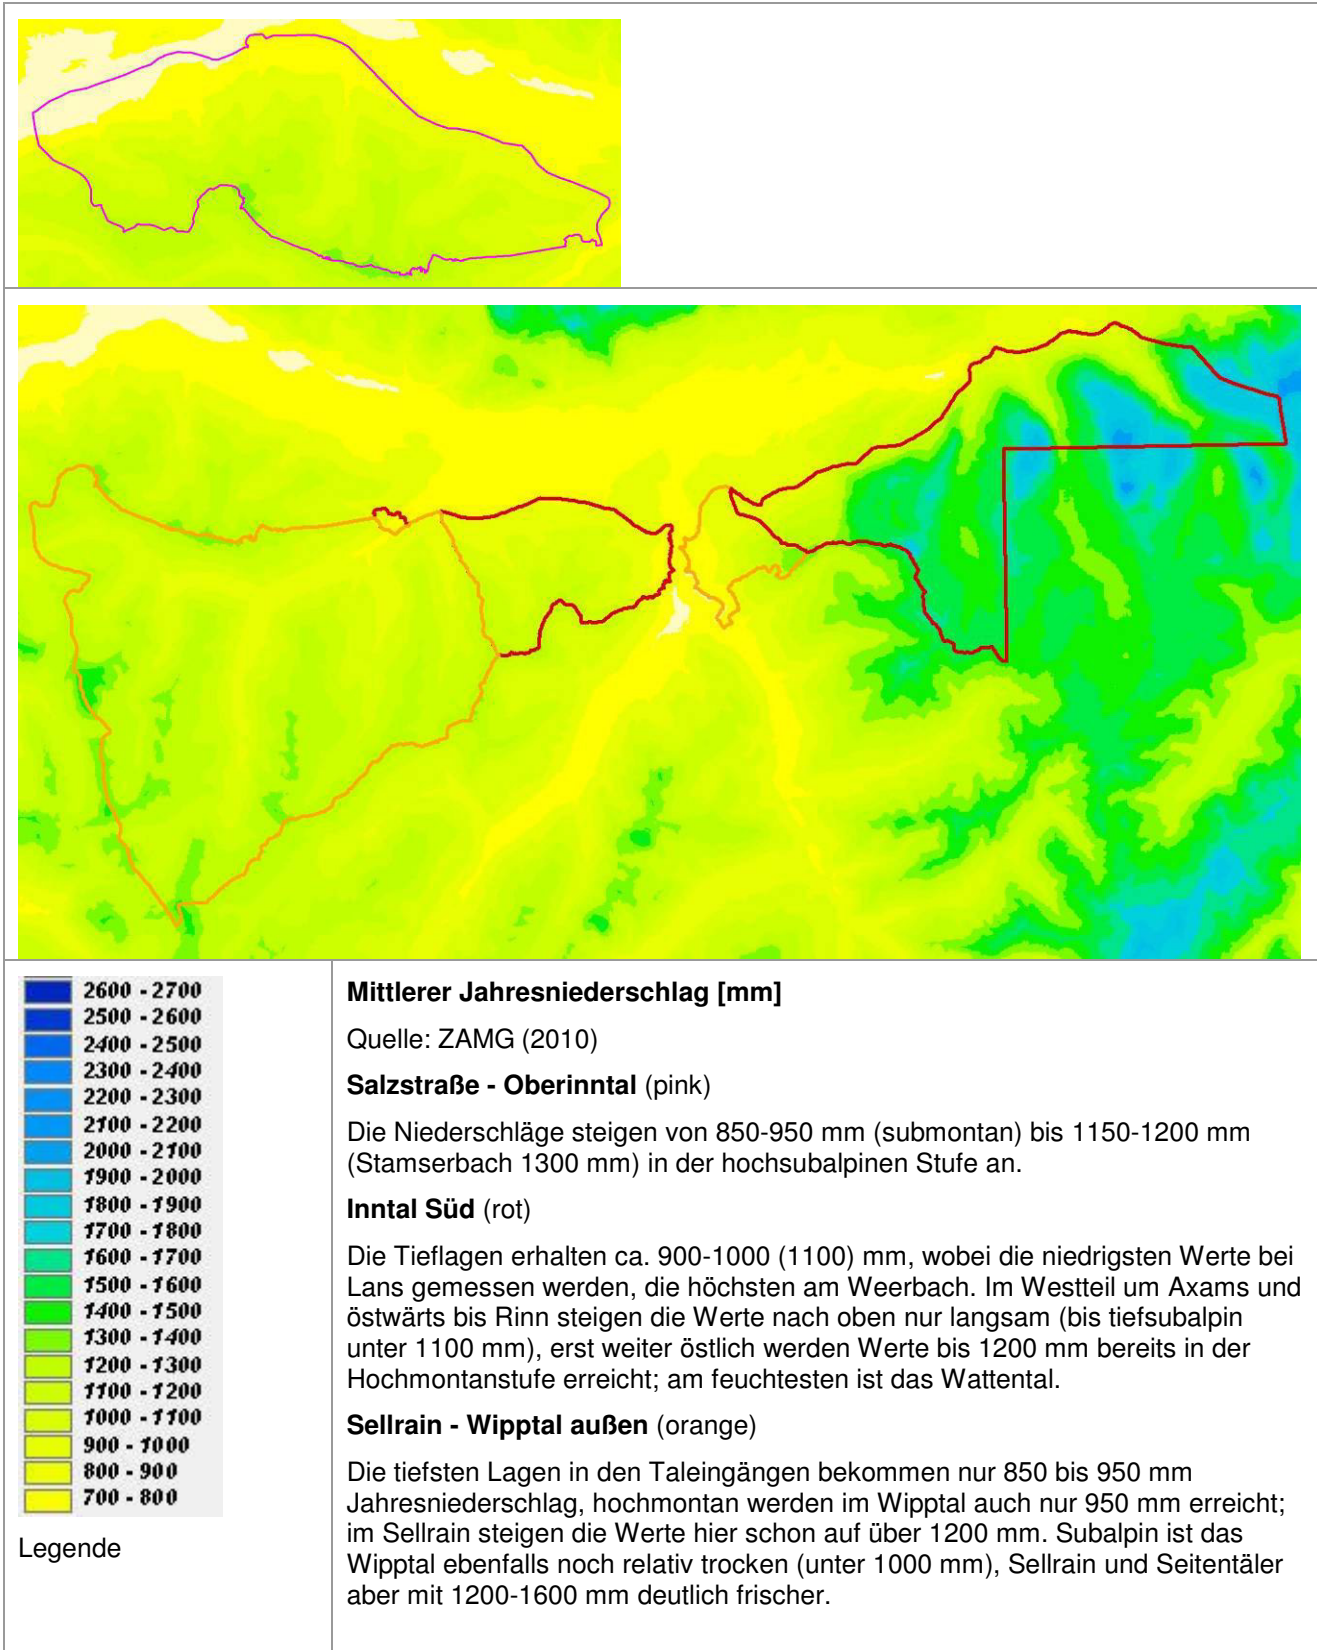 2600 - 2700
2500 - 2600
2400 - 2500
2300 - 2400
2200 - 2300
2100 - 2200
2000 - 2100
1900 - 2000
1800 - 1900
1700 - 1800
1600 - 1700
1500 - 1600
1400 - 1500
1300 - 1400
1200 - 1300
1100 - 1200
1000 - 1100
900 - 1000
800 - 900
700 - 800
Legende
Mittlerer Jahresniederschlag [mm]
Quelle: ZAMG (2010)
Salzstraße - Oberinntal (pink)
Die Niederschläge steigen von 850-950 mm (submontan) bis 1150-1200 mm
(Stamserbach 1300 mm) in der hochsubalpinen Stufe an.
Inntal Süd (rot)
Die Tieflagen erhalten ca. 900-1000 (1100) mm, wobei die niedrigsten Werte bei
Lans gemessen werden, die höchsten am Weerbach. Im Westteil um Axams und
ostwärts bis Rinn steigen die Werte nach oben nur langsam (bis tiefsubalpin
unter 1100 mm), erst weiter östlich werden Werte bis 1200 mm bereits in der
Hochmontanstufe erreicht; am feuchtesten ist das Wattental.
Sellrain - Wipptal außen (orange)
Die tiefsten Lagen in den Taleingängen bekommen nur 850 bis 950 mm
Jahresniederschlag, hochmontan werden im Wipptal auch nur 950 mm erreicht;
im Sellrain steigen die Werte hier schon auf über 1200 mm. Subalpin ist das
Wipptal ebenfalls noch relativ trocken (unter 1000 mm), Sellrain und Seitentäler
aber mit 1200-1600 mm deutlich frischer.